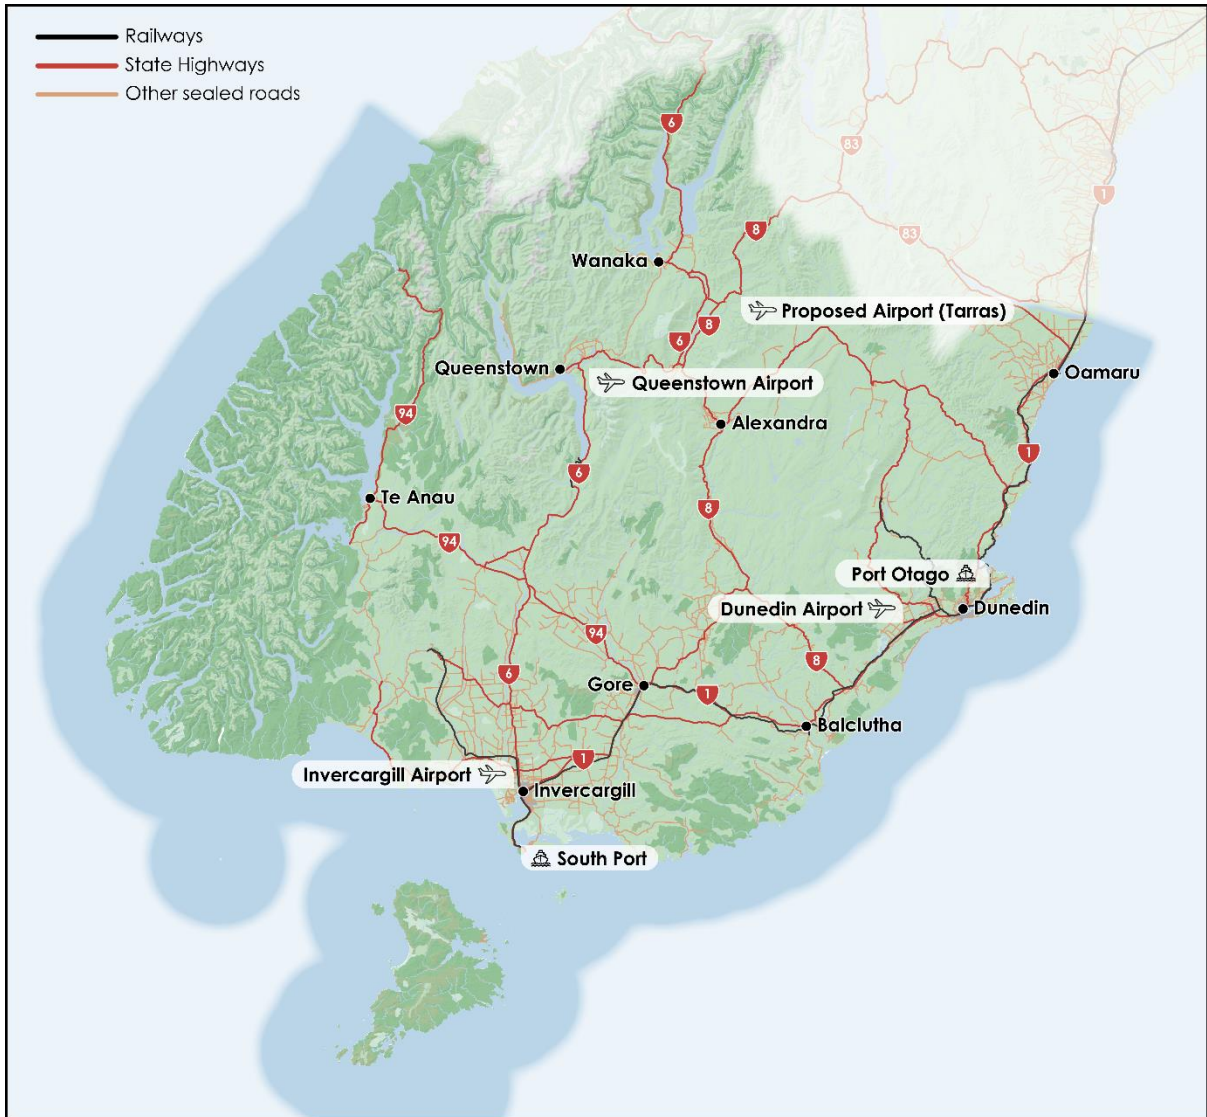 Railways
State Highways
Other sealed roads
6
83
1
8
83
Wanaka
Proposed Airport (Tarras)
6
8
Queenstown
Queenstown Airport
Oamaru
94
Alexandra
1
6
Te Anau
8
94
Port Otago
Dunedin Airport
Dunedin
94
8
6
Gore
1
Balclutha
1
Invercargill Airport
Invercargill
South Port